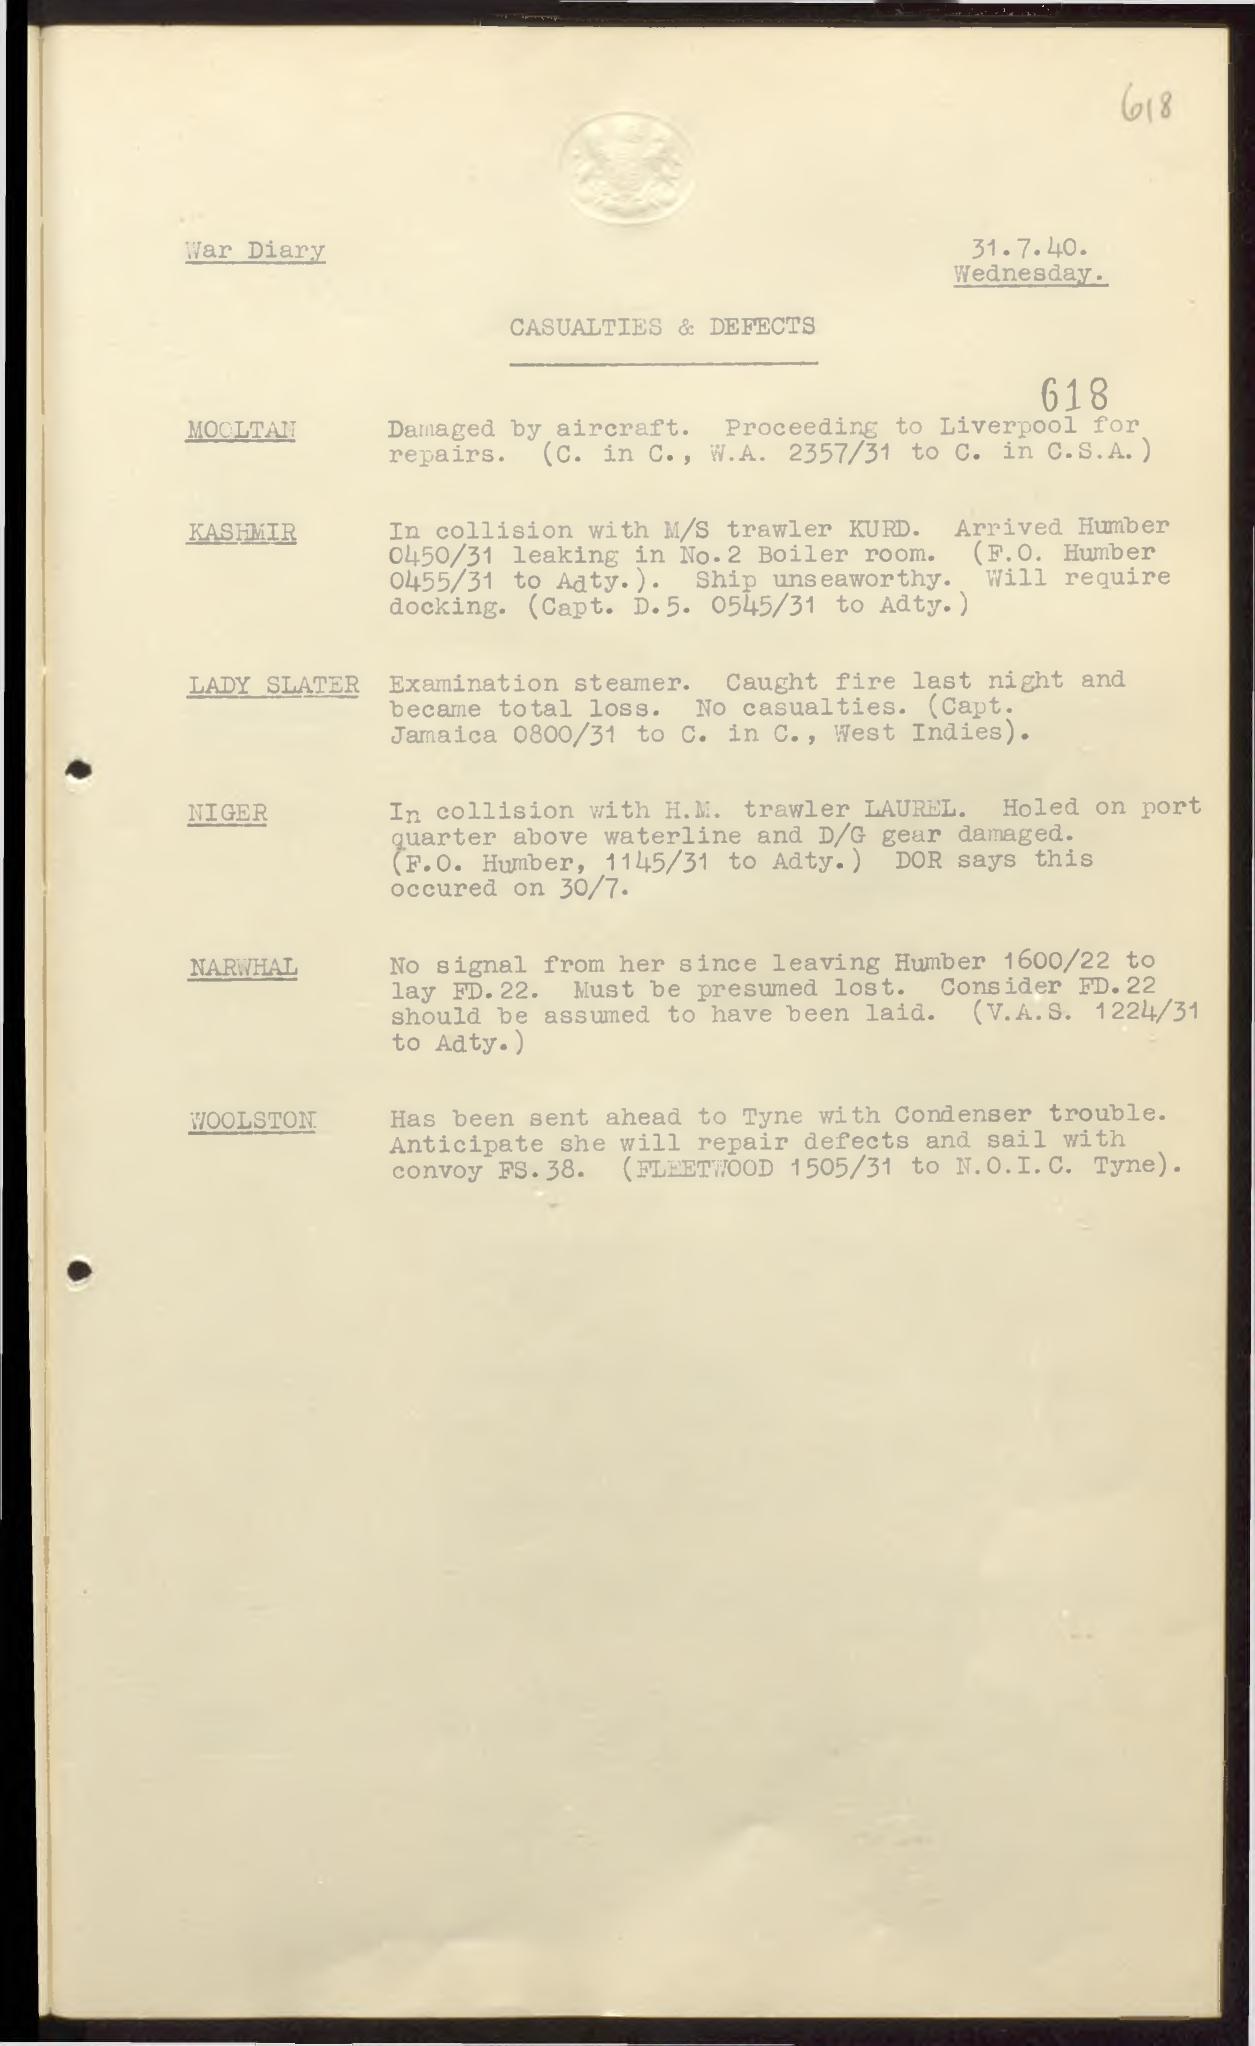 618
War Diary 31.7.40.
Wednesday.
CASUALTIES & DEFECTS
618
MOOLTAN Damaged by aircraft. Proceeding to Liverpool for
repairs. (C. in C., W.A. 2357/31 to C. in C.S.A.)
KASHMIR In collision with M/S trawler KURD. Arrived Humber
0450/31 leaking in No.2 Boiler room. (F.O. Humber
0455/31 to Adty.). Ship unseaworthy. Will require
docking. (Capt. D.5. 0545/31 to Adty.)
LADY SLATER Examination steamer. Caught fire last night and
became total loss. No casualties. (Capt.
Jamaica 0800/31 to C. in C., West Indies).
NIGER In collision with H.M. trawler LAUREL. Holed on port
quarter above waterline and D/G gear damaged.
(F.O. Humber, 1145/31 to Adty.) DOR says this
occured on 30/7.
NARWHAL No signal from her since leaving Humber 1600/22 to
lay FD.22. Must be presumed lost. Consider FD.22
should be assumed to have been laid. (V.A.S. 1224/31
to Adty.)
WOOLSTON Has been sent ahead to Tyne with Condenser trouble.
Anticipate she will repair defects and sail with
convoy FS.38. (FLEETWOOD 1505/31 to N.O.I.C. Tyne).